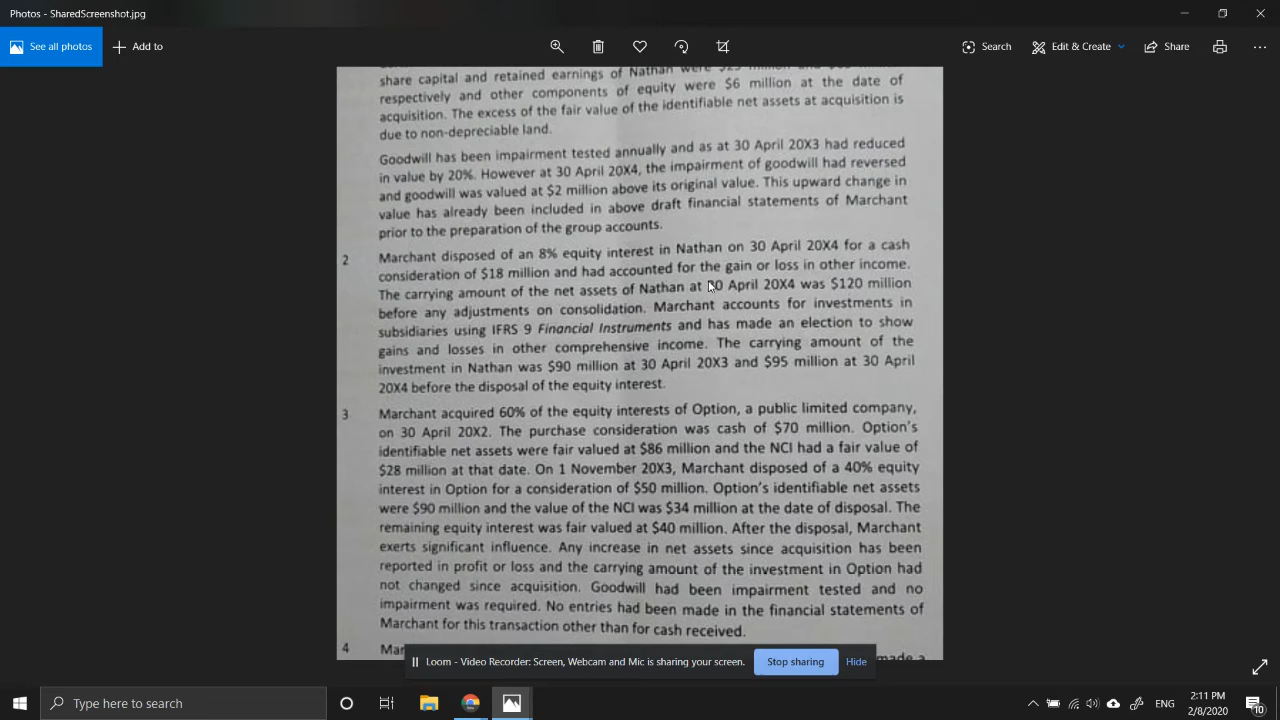 Photos - SharedScreenshot.jpg
See all photos
Add to
Search
Edit & Create
Share
share capital and retained earnings of Nathan were
respectively and other components of equity were $6 million at the date of
acquisition. The excess of the fair value of the identifiable net assets at acquisition is
due to non-depreciable land.
Goodwill has been impairment tested annually and as at 30 April 20X3 had reduced
in value by 20%. However at 30 April 20X4, the impairment of goodwill had reversed
and goodwill was valued at $2 million above its original value. This upward change in
value has already been included in above draft financial statements of Marchant
prior to the preparation of the group accounts.
2 Marchant disposed of an 8% equity interest in Nathan on 30 April 20X4 for a cash
consideration of $18 million and had accounted for the gain or loss in other income.
The carrying amount of the net assets of Nathan at 30 April 20X4 was $120 million
before any adjustments on consolidation. Marchant accounts for investments in
subsidiaries using IFRS 9 Financial Instruments and has made an election to show
gains and losses in other comprehensive income. The carrying amount of the
investment in Nathan was $90 million at 30 April 20X3 and $95 million at 30 April
20X4 before the disposal of the equity interest.
3 Marchant acquired 60% of the equity interests of Option, a public limited company,
on 30 April 20X2. The purchase consideration was cash of $70 million. Option's
identifiable net assets were fair valued at $86 million and the NCI had a fair value of
$28 million at that date. On 1 November 20X3, Marchant disposed of a 40% equity
interest in Option for a consideration of $50 million. Option's identifiable net assets
were $90 million and the value of the NCI was $34 million at the date of disposal. The
remaining equity interest was fair valued at $40 million. After the disposal, Marchant
exerts significant influence. Any increase in net assets since acquisition has been
reported in profit or loss and the carrying amount of the investment in Option had
not changed since acquisition. Goodwill had been impairment tested and no
impairment was required. No entries had been made in the financial statements of
Marchant for this transaction other than for cash received.
4 Mar
made a
Loom - Video Recorder: Screen, Webcam and Mic is sharing your screen.
Stop sharing
Hide
Type here to search
ENG
2:11 PM
2/8/2020
10